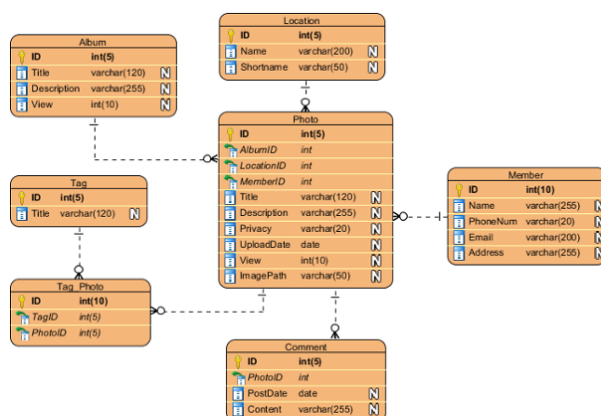 Album
ID int(5)
Title varchar(120) N
Description varchar(255) N
View int(10) N
Location
ID int(5)
Name varchar(200) N
Shortname varchar(50) N
Photo
ID int(5)
AlbumID int
LocationID int
MemberID int
Title varchar(120) N
Description varchar(255) N
Privacy varchar(20) N
UploadDate date N
View int(10) N
ImagePath varchar(50) N
Member
ID int(10)
Name varchar(255) N
PhoneNum varchar(20) N
Email varchar(200) N
Address varchar(255) N
Tag
ID int(5)
Title varchar(120) N
Tag_Photo
ID int(10)
TagID int(5)
PhotoID int(5)
Comment
ID int(5)
PhotoID int
PostDate date N
Content varchar(255) N